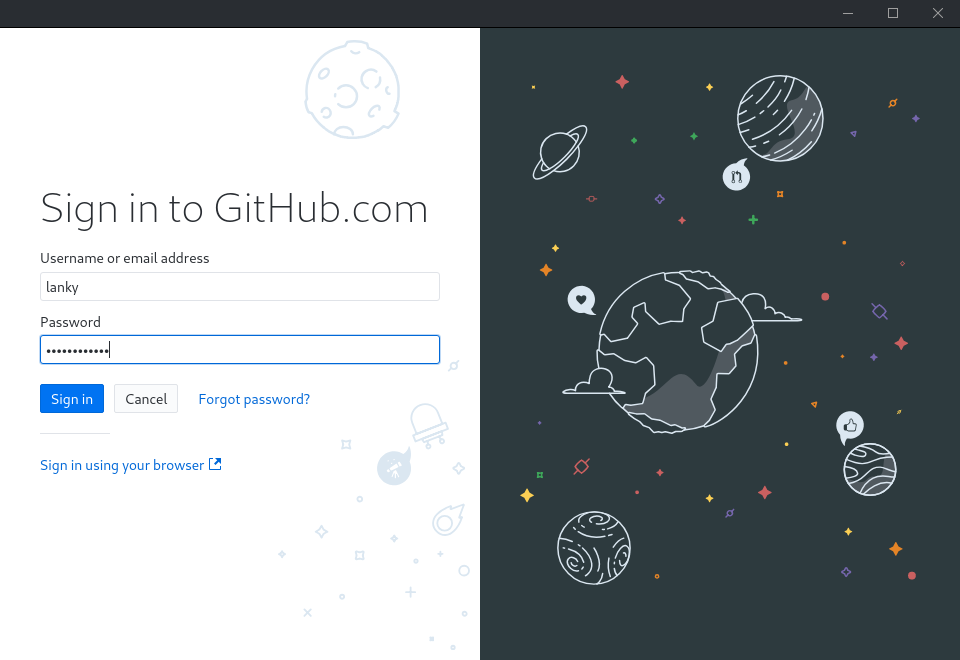 Sign in to GitHub.com
Username or email address
lanky
Password
••••••••••••
Sign in Cancel Forgot password?
Sign in using your browser